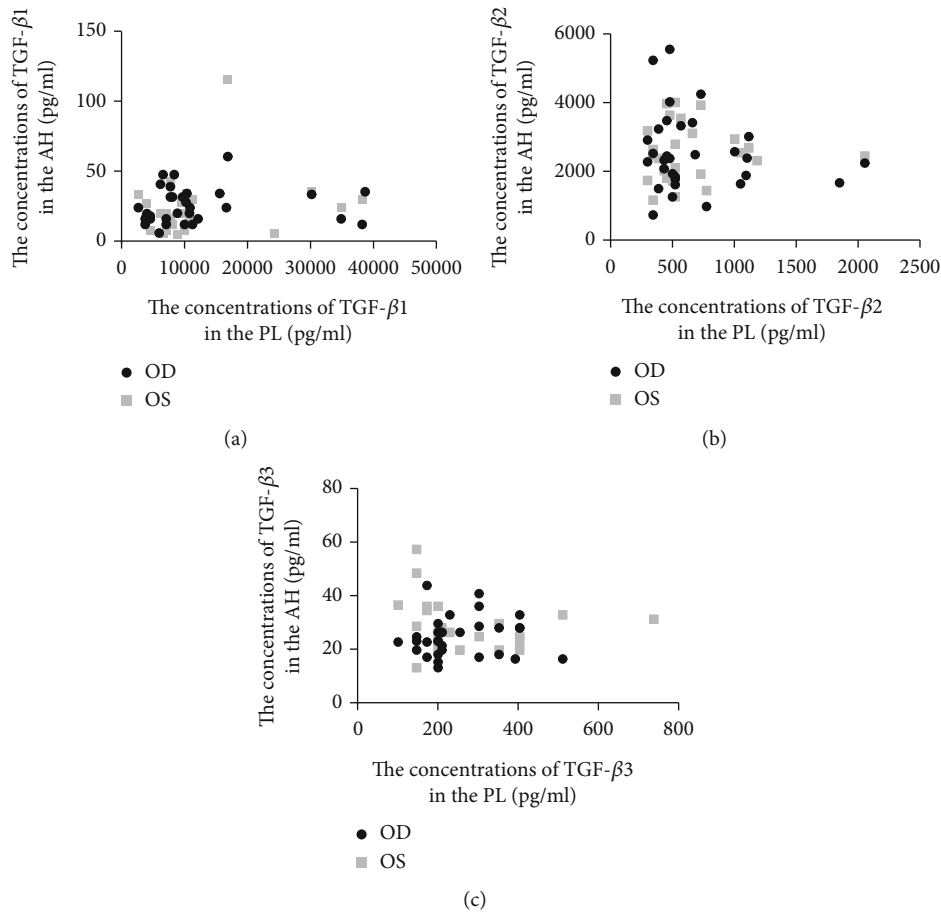 The concentrations of TGF-β1
in the AH (pg/ml)
150
100
50
0
0 10000 20000 30000 40000 50000
The concentrations of TGF-β1
in the PL (pg/ml)
OD
OS
(a)
The concentrations of TGF-β2
in the AH (pg/ml)
6000
4000
2000
0
0 500 1000 1500 2000 2500
The concentrations of TGF-β2
in the PL (pg/ml)
OD
OS
(b)
The concentrations of TGF-β3
in the AH (pg/ml)
80
60
40
20
0
0 200 400 600 800
The concentrations of TGF-β3
in the PL (pg/ml)
OD
OS
(c)